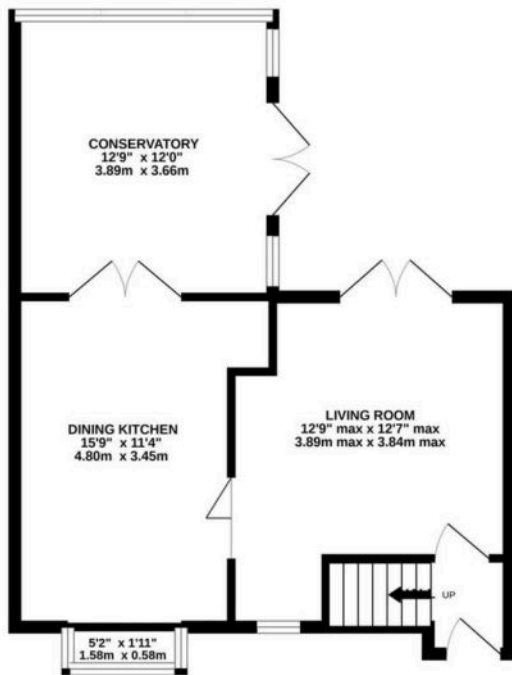 CONSERVATORY
12'9" x 12'0"
3.89m x 3.66m
DINING KITCHEN
15'9" x 11'4"
4.80m x 3.45m
LIVING ROOM
12'9" max x 12'7" max
3.89m max x 3.84m max
UP
5'2" x 1'11"
1.58m x 0.58m